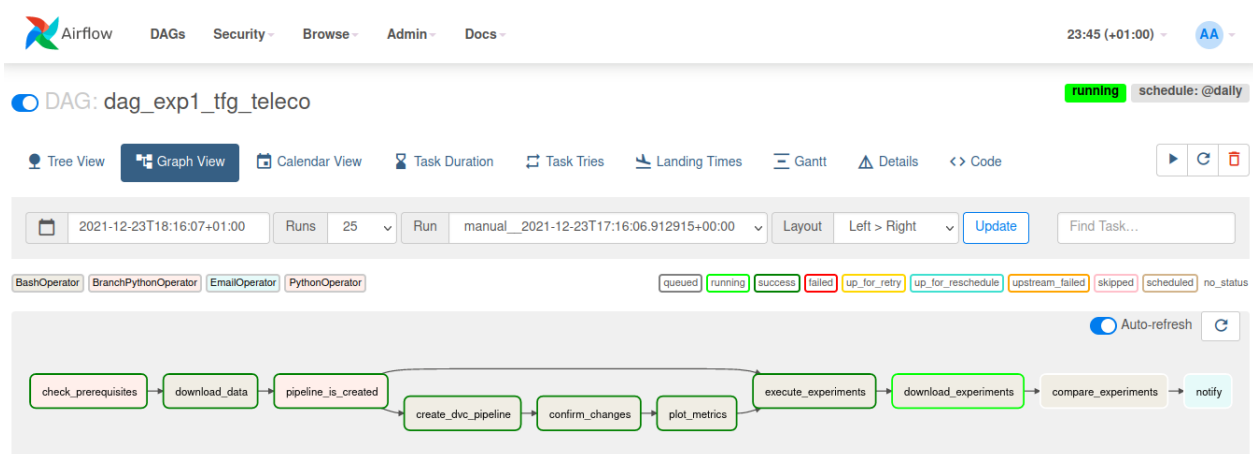 Airflow DAGs Security Browse Admin Docs 23:45 (+01:00) AA
DAG: dag_exp1_tfg_teleco running schedule: @daily
Tree View Graph View Calendar View Task Duration Task Tries Landing Times Gantt Details <> Code
2021-12-23T18:16:07+01:00 Runs 25 Run manual__2021-12-23T17:16:06.912915+00:00 Layout Left > Right Update Find Task...
BashOperator BranchPythonOperator EmailOperator PythonOperator queued running success failed up_for_retry up_for_reschedule upstream_failed skipped scheduled no_status
Auto-refresh
check_prerequisites download_data pipeline_is_created execute_experiments download_experiments compare_experiments notify
create_dvc_pipeline confirm_changes plot_metrics